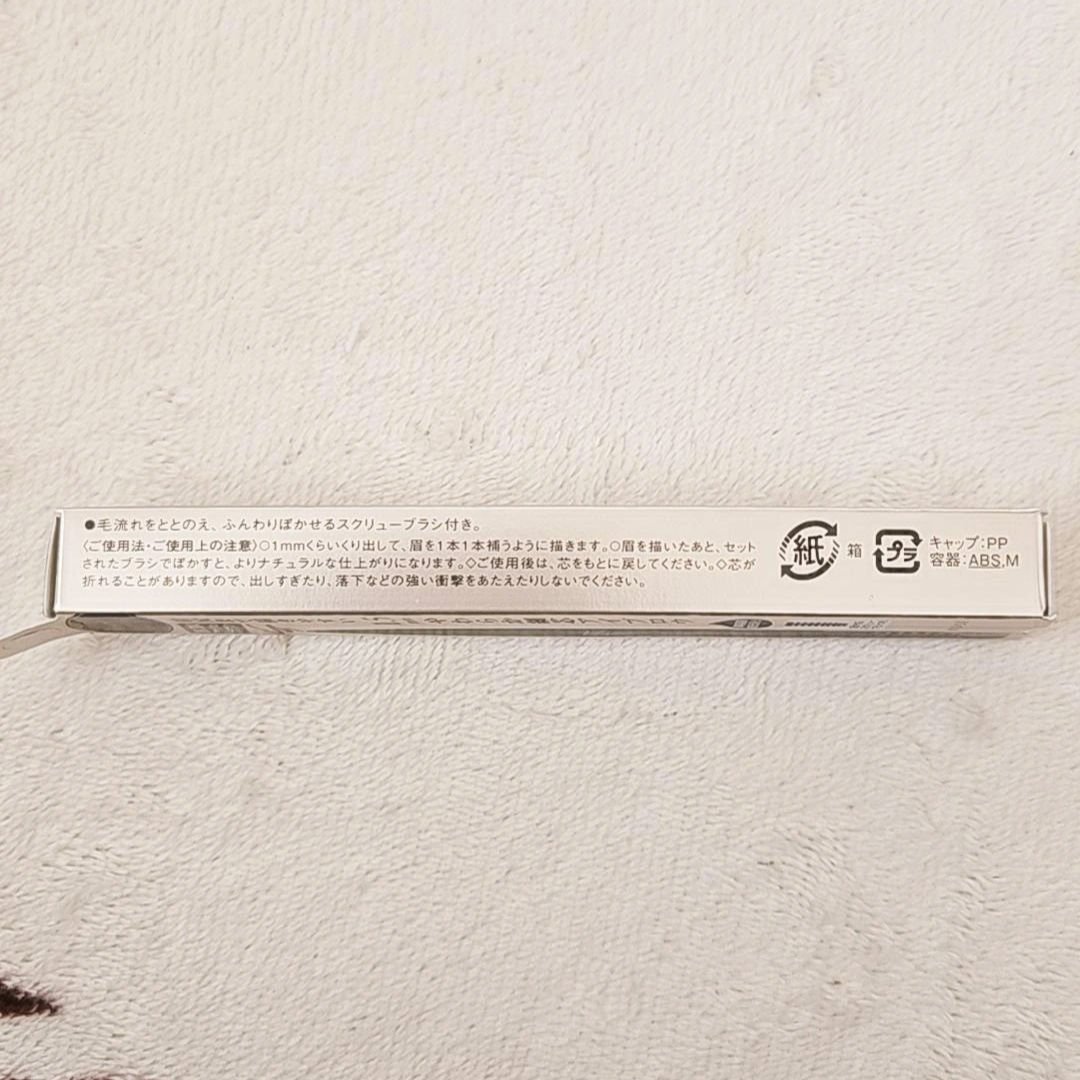 ●毛流れをととのえ、ふんわりぼかせるスクリューブラシ付き。
〈ご使用法・ご使用上の注意〉○1mmくらいくり出して、眉を1本1本補うように描きます。○眉を描いたあと、セット
されたブラシでぼかすと、よりナチュラルな仕上がりになります。◇ご使用後は、芯をもとに戻してください。◇芯が
折れることがありますので、出しすぎたり、落下などの強い衝撃をあたえたりしないでください。
紙 箱
プラ キャップ:PP
容器:ABS,M